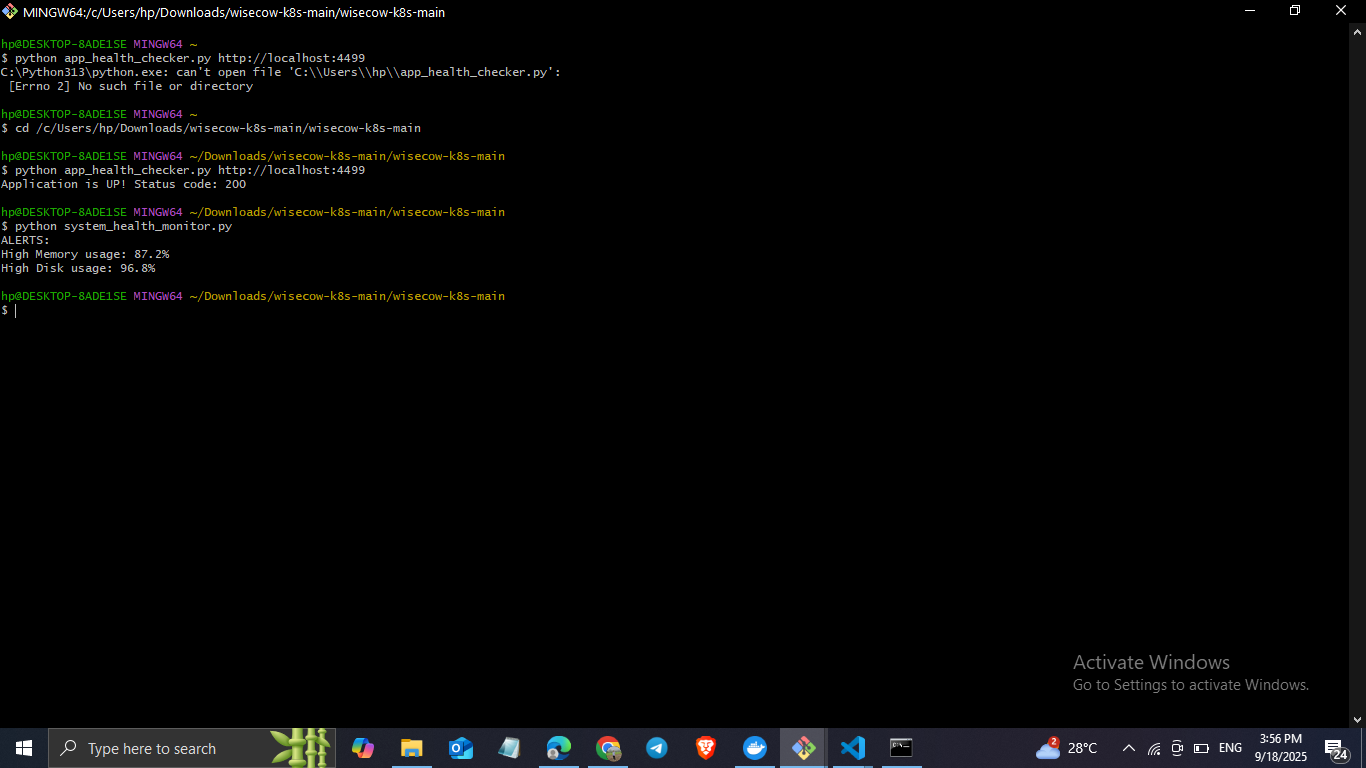 MINGW64:/c/Users/hp/Downloads/wisecow-k8s-main/wisecow-k8s-main
hp@DESKTOP-8ADE1SE MINGW64 ~
$ python app_health_checker.py http://localhost:4499
C:\Python313\python.exe: can't open file 'C:\\Users\\hp\\app_health_checker.py':
 [Errno 2] No such file or directory
hp@DESKTOP-8ADE1SE MINGW64 ~
$ cd /c/Users/hp/Downloads/wisecow-k8s-main/wisecow-k8s-main
hp@DESKTOP-8ADE1SE MINGW64 ~/Downloads/wisecow-k8s-main/wisecow-k8s-main
$ python app_health_checker.py http://localhost:4499
Application is UP! Status code: 200
hp@DESKTOP-8ADE1SE MINGW64 ~/Downloads/wisecow-k8s-main/wisecow-k8s-main
$ python system_health_monitor.py
ALERTS:
High Memory usage: 87.2%
High Disk usage: 96.8%
hp@DESKTOP-8ADE1SE MINGW64 ~/Downloads/wisecow-k8s-main/wisecow-k8s-main
$
Activate Windows
Go to Settings to activate Windows.
Type here to search
2
28°C
ENG
3:56 PM
9/18/2025
24